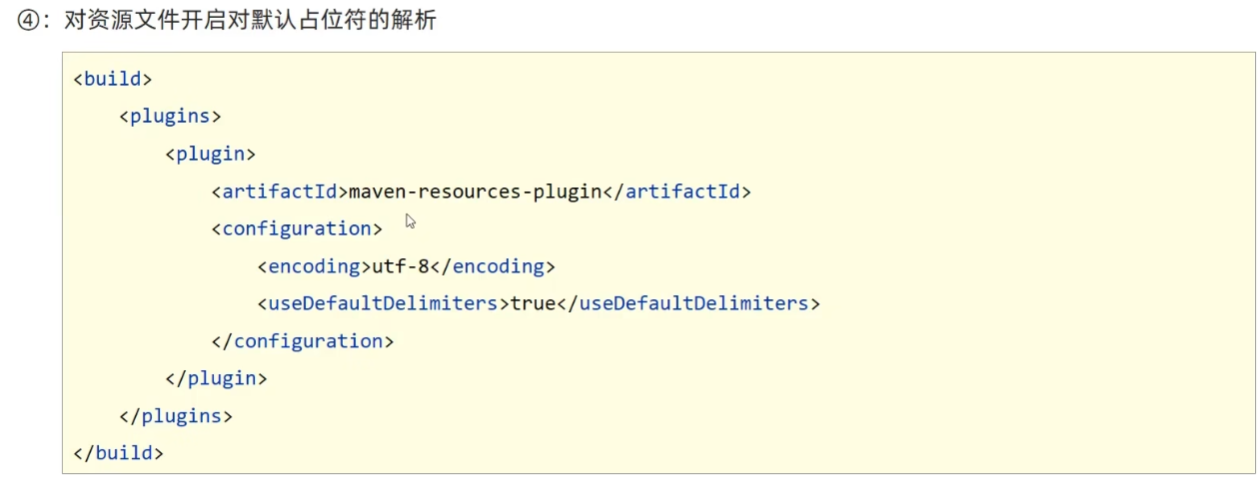 ④：对资源文件开启对默认占位符的解析
<build>
    <plugins>
        <plugin>
            <artifactId>maven-resources-plugin</artifactId>
            <configuration>
                <encoding>utf-8</encoding>
                <useDefaultDelimiters>true</useDefaultDelimiters>
            </configuration>
        </plugin>
    </plugins>
</build>